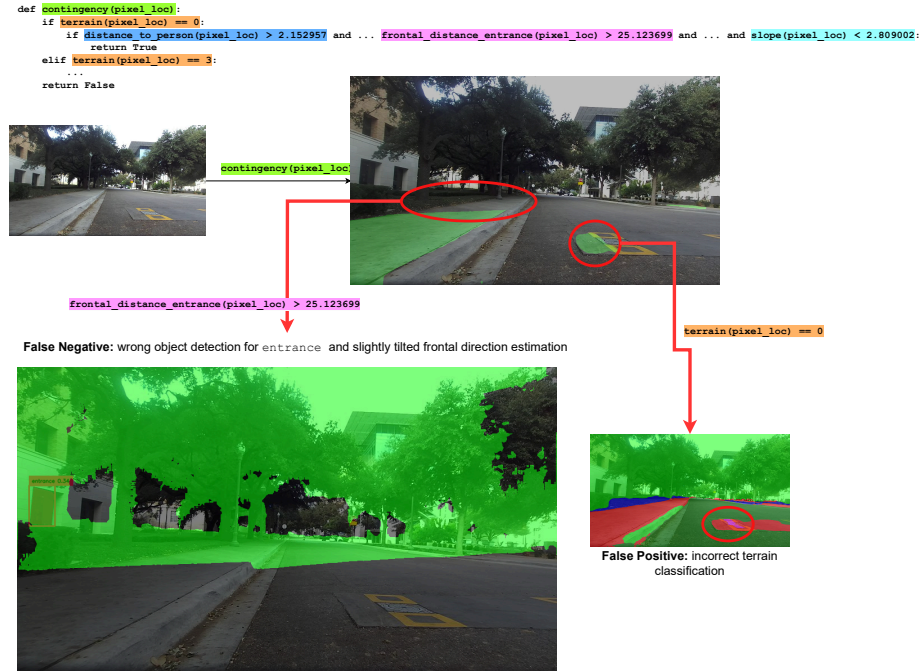 def contingency(pixel_loc):
if terrain(pixel_loc) == 0:
if distance_to_person(pixel_loc) > 2.152957 and ... frontal_distance_entrance(pixel_loc) > 25.123699 and ... and slope(pixel_loc) < 2.809002:
return True
elif terrain(pixel_loc) == 3:
...
return False
contingency(pixel_loc)
frontal_distance_entrance(pixel_loc) > 25.123699
terrain(pixel_loc) == 0
False Negative: wrong object detection for entrance and slightly tilted frontal direction estimation
False Positive: incorrect terrain
classification